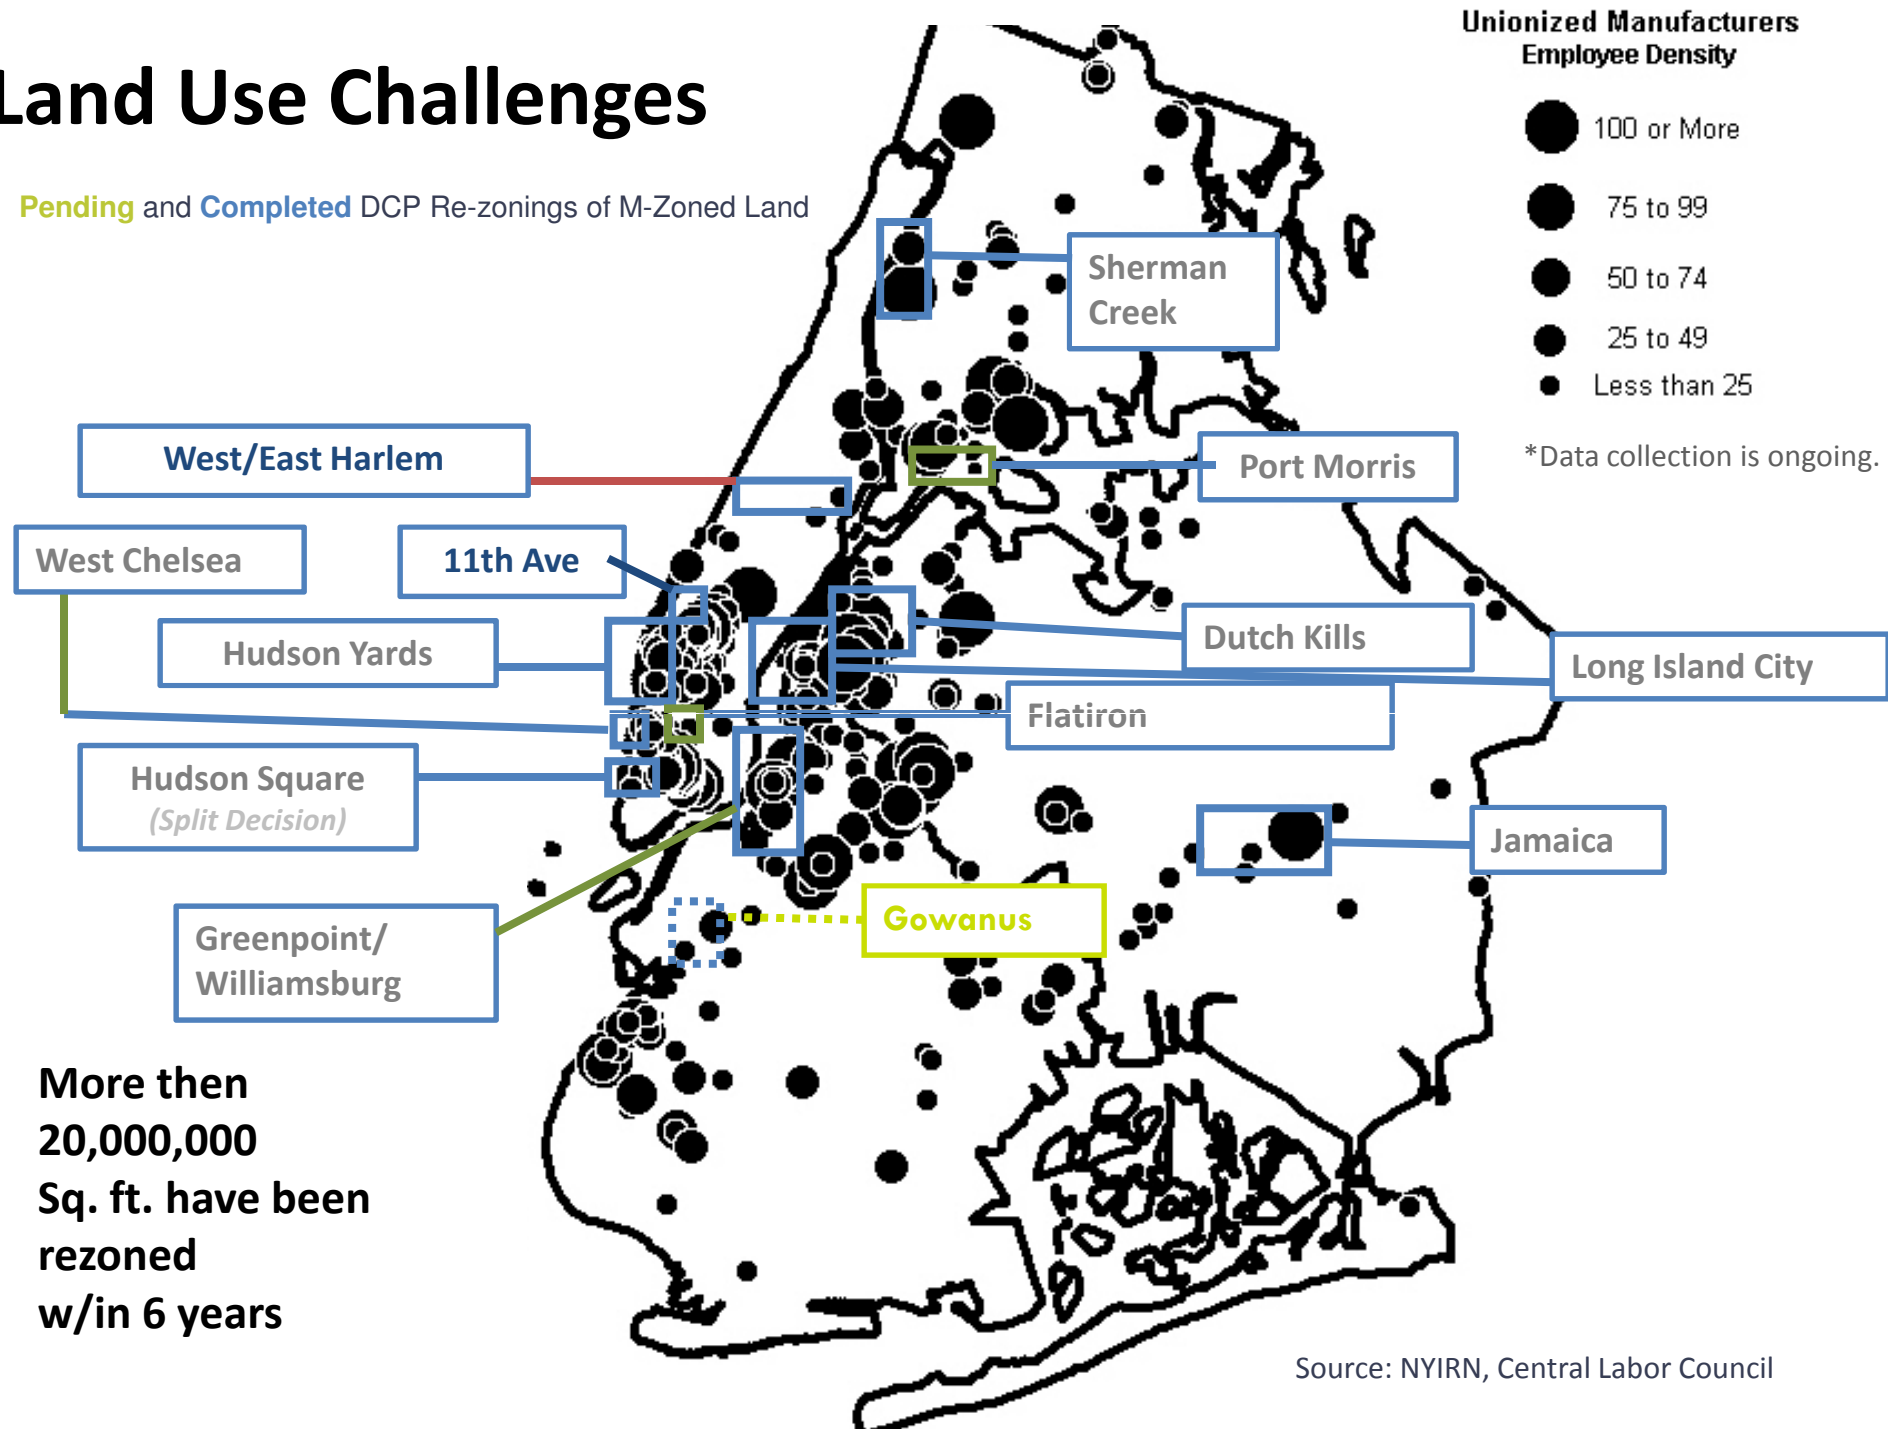 Land Use Challenges
Pending and Completed DCP Re-zonings of M-Zoned Land
Unionized Manufacturers
Employee Density
100 or More
75 to 99
50 to 74
25 to 49
Less than 25
*Data collection is ongoing.
Sherman
Creek
West/East Harlem
Port Morris
West Chelsea
11th Ave
Hudson Yards
Dutch Kills
Long Island City
Flatiron
Hudson Square
(Split Decision)
Jamaica
Greenpoint/
Williamsburg
Gowanus
More then
20,000,000
Sq. ft. have been
rezoned
w/in 6 years
Source: NYIRN, Central Labor Council